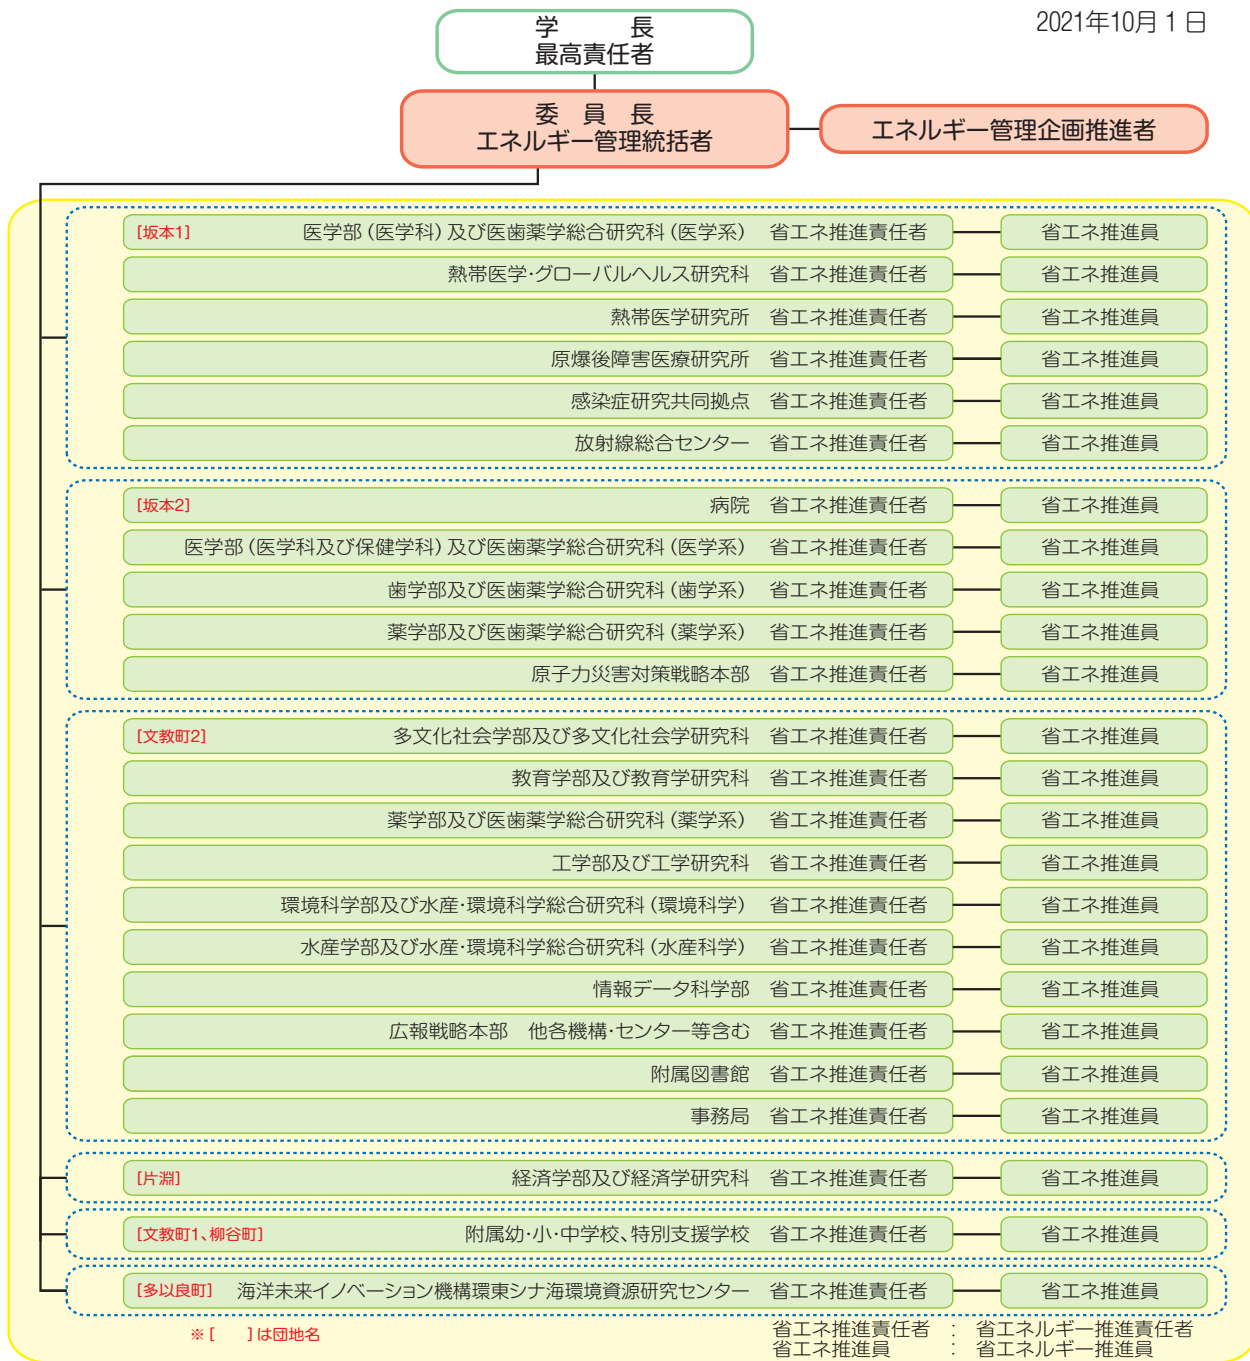 2021年10月1日
学　　　長
最高責任者
委　員　長
エネルギー管理統括者
エネルギー管理企画推進者
[坂本1]　医学部（医学科）及び医歯薬学総合研究科（医学系）　省エネ推進責任者　省エネ推進員
熱帯医学・グローバルヘルス研究科　省エネ推進責任者　省エネ推進員
熱帯医学研究所　省エネ推進責任者　省エネ推進員
原爆後障害医療研究所　省エネ推進責任者　省エネ推進員
感染症研究共同拠点　省エネ推進責任者　省エネ推進員
放射線総合センター　省エネ推進責任者　省エネ推進員
[坂本2]　病院　省エネ推進責任者　省エネ推進員
医学部（医学科及び保健学科）及び医歯薬学総合研究科（医学系）　省エネ推進責任者　省エネ推進員
歯学部及び医歯薬学総合研究科（歯学系）　省エネ推進責任者　省エネ推進員
薬学部及び医歯薬学総合研究科（薬学系）　省エネ推進責任者　省エネ推進員
原子力災害対策戦略本部　省エネ推進責任者　省エネ推進員
[文教町2]　多文化社会学部及び多文化社会学研究科　省エネ推進責任者　省エネ推進員
教育学部及び教育学研究科　省エネ推進責任者　省エネ推進員
薬学部及び医歯薬学総合研究科（薬学系）　省エネ推進責任者　省エネ推進員
工学部及び工学研究科　省エネ推進責任者　省エネ推進員
環境科学部及び水産・環境科学総合研究科（環境科学）　省エネ推進責任者　省エネ推進員
水産学部及び水産・環境科学総合研究科（水産科学）　省エネ推進責任者　省エネ推進員
情報データ科学部　省エネ推進責任者　省エネ推進員
広報戦略本部　他各機構・センター等含む　省エネ推進責任者　省エネ推進員
附属図書館　省エネ推進責任者　省エネ推進員
事務局　省エネ推進責任者　省エネ推進員
[片淵]　経済学部及び経済学研究科　省エネ推進責任者　省エネ推進員
[文教町1、柳谷町]　附属幼・小・中学校、特別支援学校　省エネ推進責任者　省エネ推進員
[多以良町]　海洋未来イノベーション機構環東シナ海環境資源研究センター　省エネ推進責任者　省エネ推進員
※[　　]は団地名
省エネ推進責任者　：　省エネルギー推進責任者
省エネ推進員　：　省エネルギー推進員